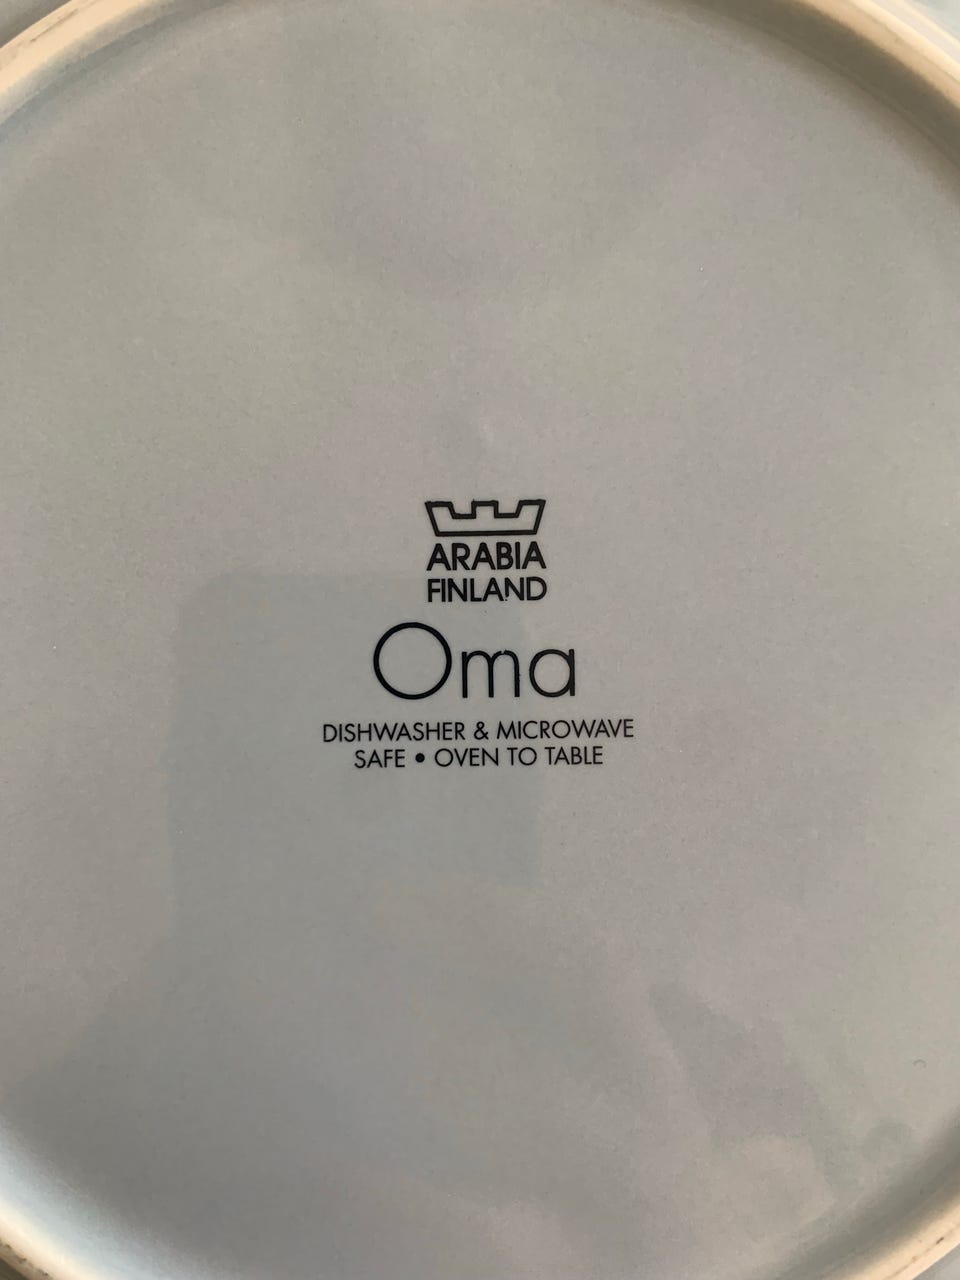 ARABIA
FINLAND
Oma
DISHWASHER & MICROWAVE
SAFE • OVEN TO TABLE